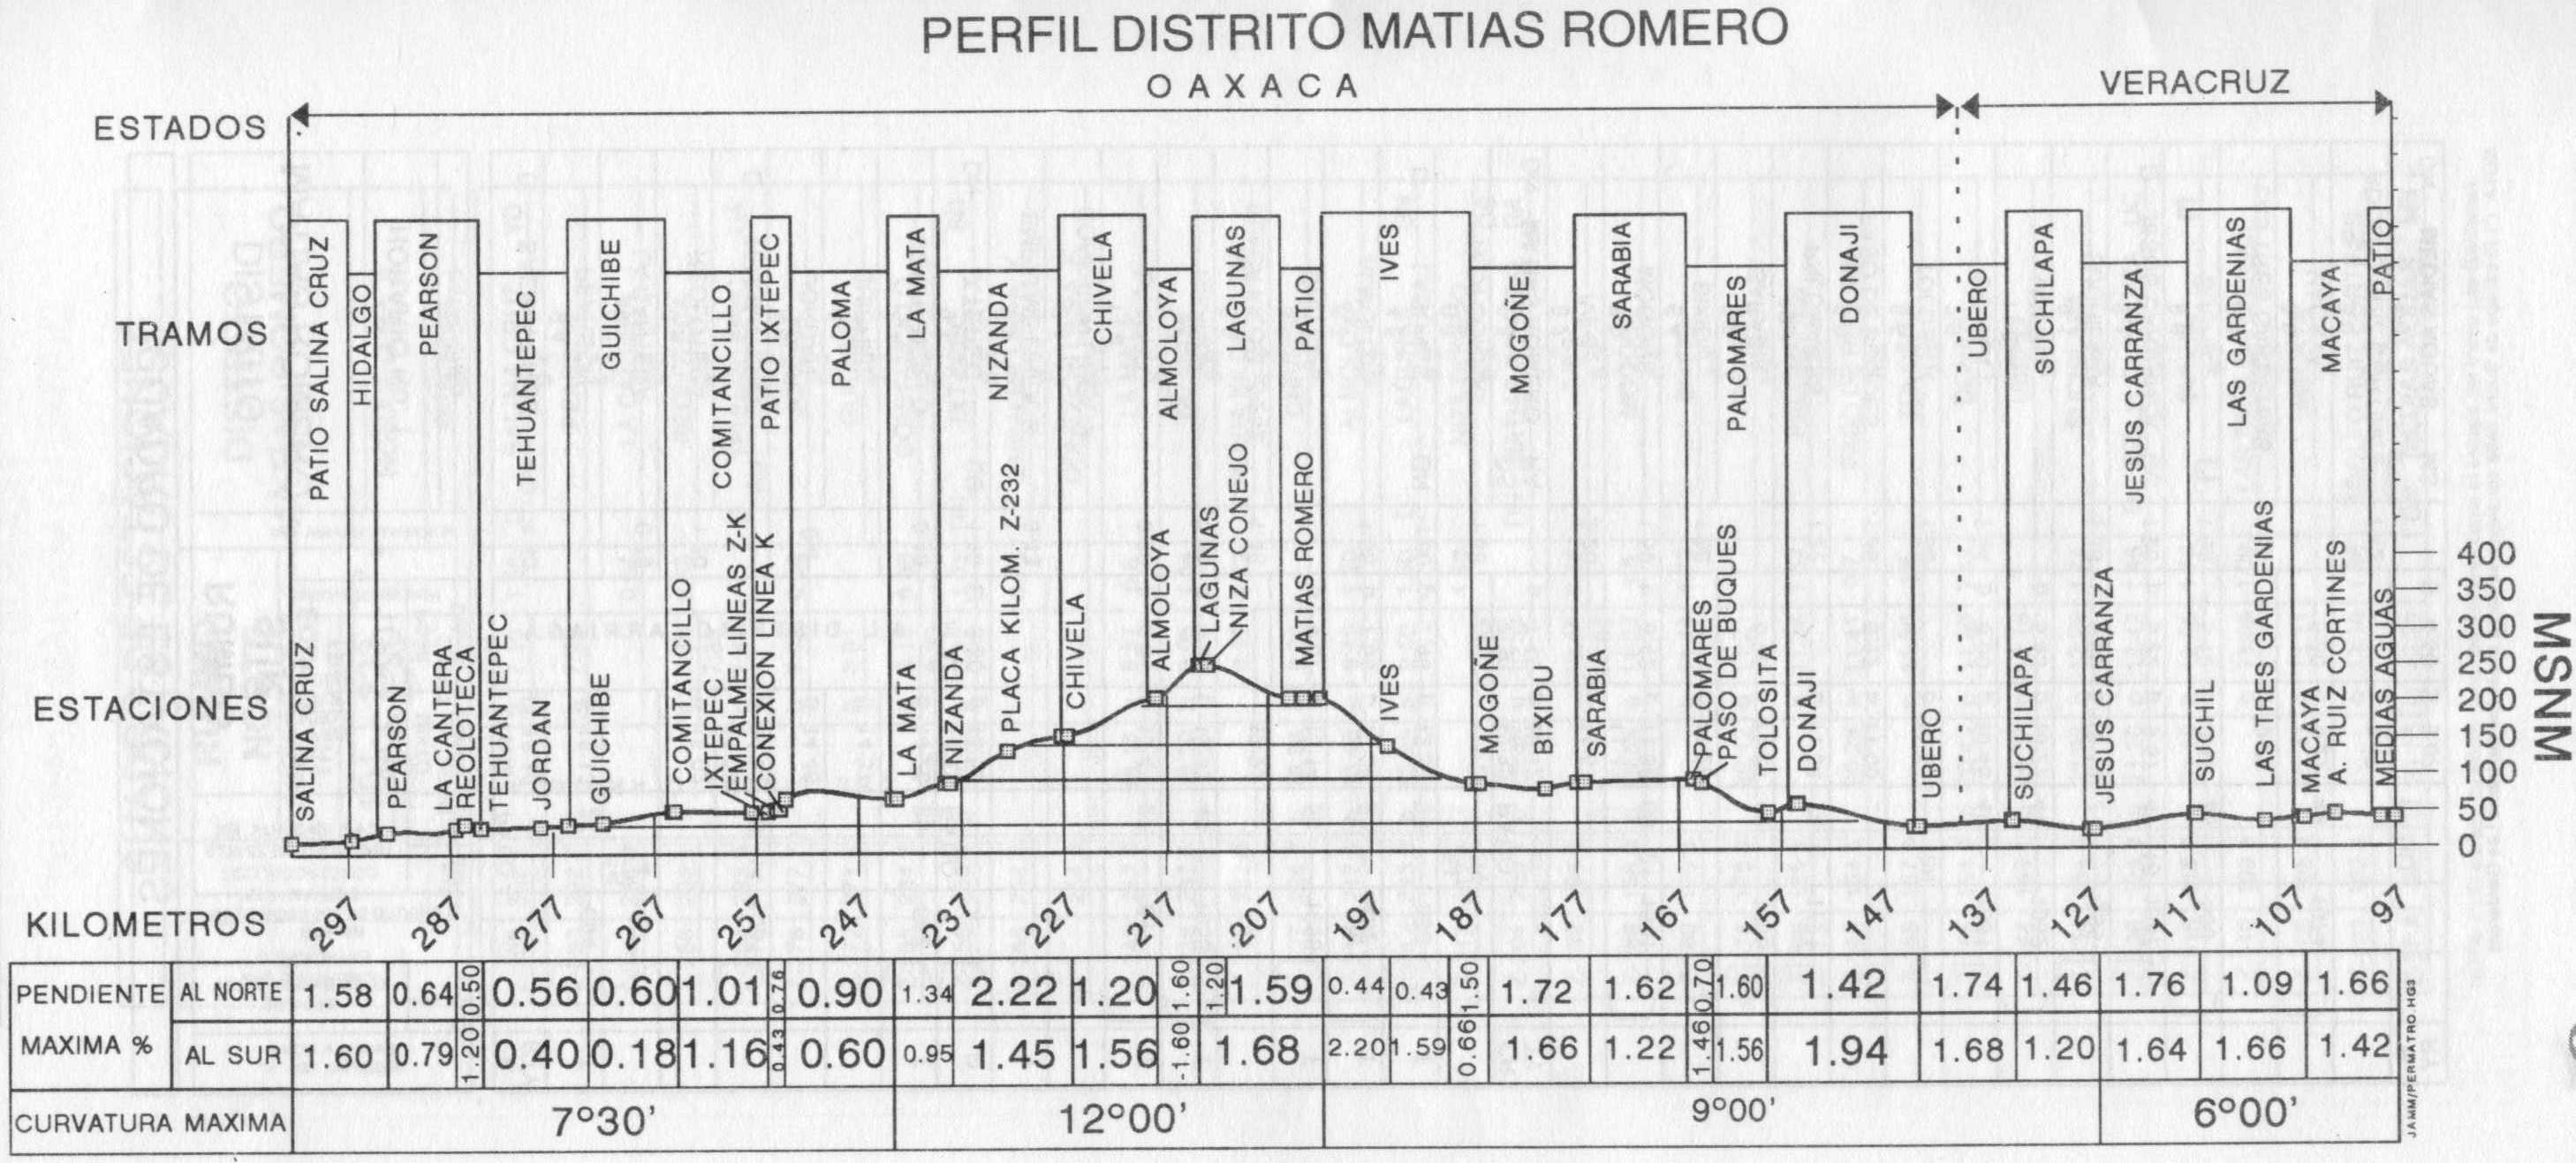 PERFIL DISTRITO MATIAS ROMERO
OAXACA
VERACRUZ
ESTADOS
TRAMOS
PATIO SALINA CRUZ
HIDALGO
PEARSON
TEHUANTEPEC
GUICHIBE
COMITANCILLO
PATIO IXTEPEC
PALOMA
LA MATA
NIZANDA
CHIVELA
ALMOLOYA
LAGUNAS
PATIO
IVES
MOGOÑE
SARABIA
PALOMARES
DONAJI
UBERO
SUCHILAPA
JESUS CARRANZA
LAS GARDENIAS
MACAYA
PATIO
ESTACIONES
SALINA CRUZ
PEARSON
LA CANTERA
REOLOTECA
TEHUANTEPEC
JORDAN
GUICHIBE
COMITANCILLO
IXTEPEC
EMPALME LINEAS Z-K
CONEXION LINEA K
LA MATA
NIZANDA
PLACA KILOM. Z-232
CHIVELA
ALMOLOYA
LAGUNAS
NIZA CONEJO
MATIAS ROMERO
IVES
MOGOÑE
BIXIDU
SARABIA
PALOMARES
PASO DE BUQUES
TOLOSITA
DONAJI
UBERO
SUCHILAPA
JESUS CARRANZA
SUCHIL
LAS TRES GARDENIAS
MACAYA
A. RUIZ CORTINES
MEDIAS AGUAS
400
350
300
250
200
150
100
50
0
MSNM
KILOMETROS 297 287 277 267 257 247 237 227 217 207 197 187 177 167 157 147 137 127 117 107 97
PENDIENTE MAXIMA %
AL NORTE 1.58 0.64 0.50 0.56 0.60 1.01 0.76 0.90 1.34 2.22 1.20 1.60 1.20 1.59 0.44 0.43 1.50 1.72 1.62 0.70 1.60 1.42 1.74 1.46 1.76 1.09 1.66
AL SUR 1.60 0.79 1.20 0.40 0.18 1.16 0.43 0.60 0.95 1.45 1.56 -1.60 1.68 2.20 1.59 0.66 1.66 1.22 1.46 1.56 1.94 1.68 1.20 1.64 1.66 1.42
CURVATURA MAXIMA 7º30' 12º00' 9º00' 6º00'
JAMM/PERMATRO HG3